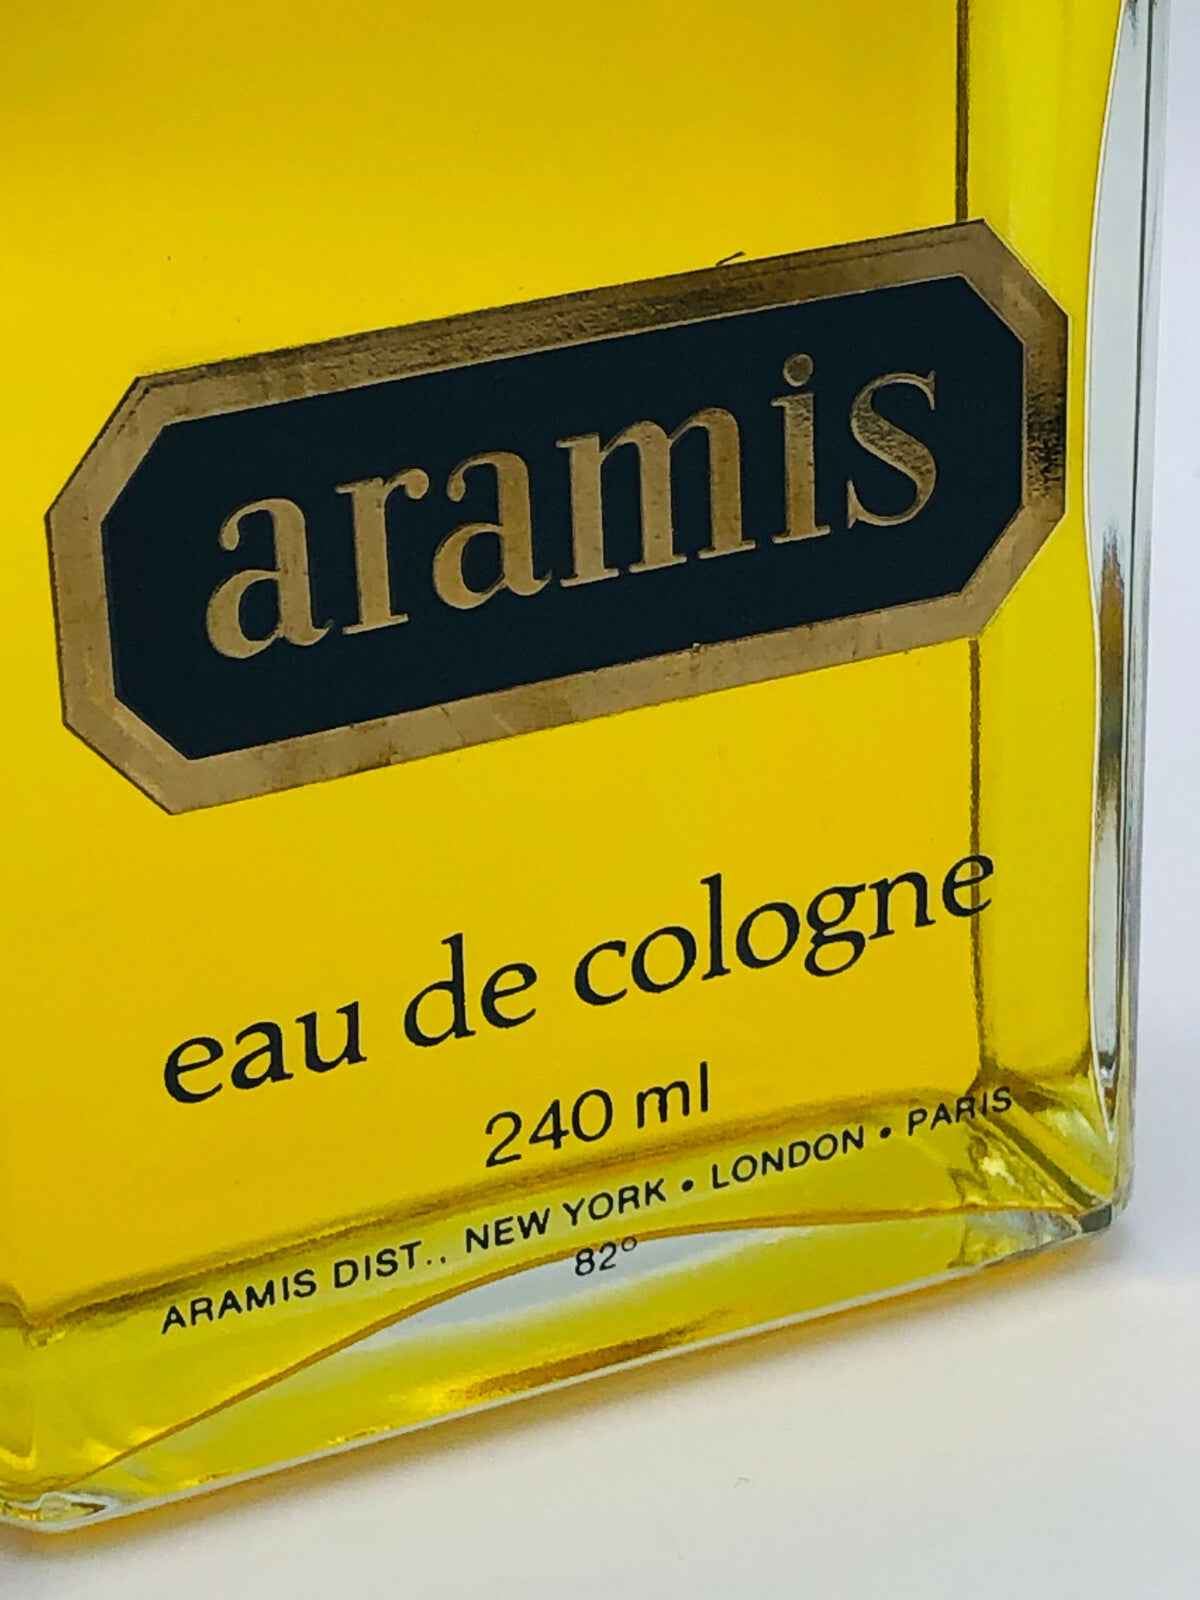 aramis
eau de cologne
240 ml
ARAMIS DIST., NEW YORK • LONDON • PARIS
82°